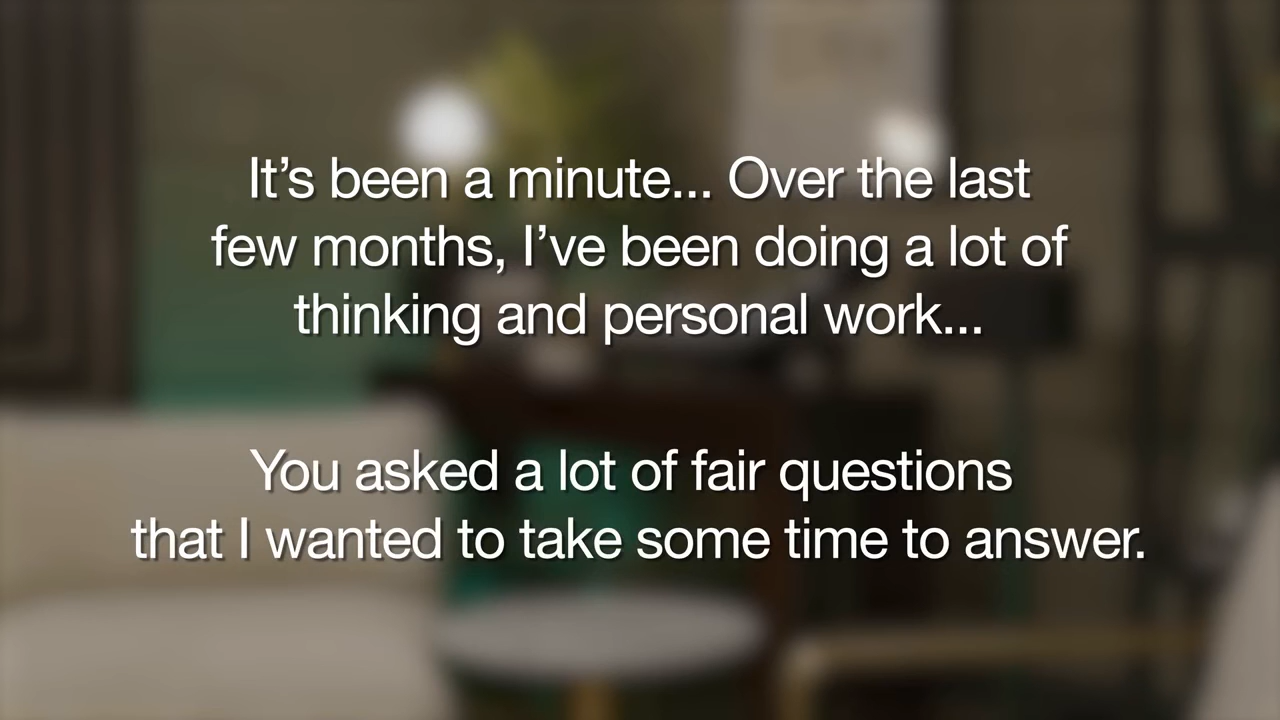 It’s been a minute... Over the last
few months, I’ve been doing a lot of
thinking and personal work...
You asked a lot of fair questions
that I wanted to take some time to answer.